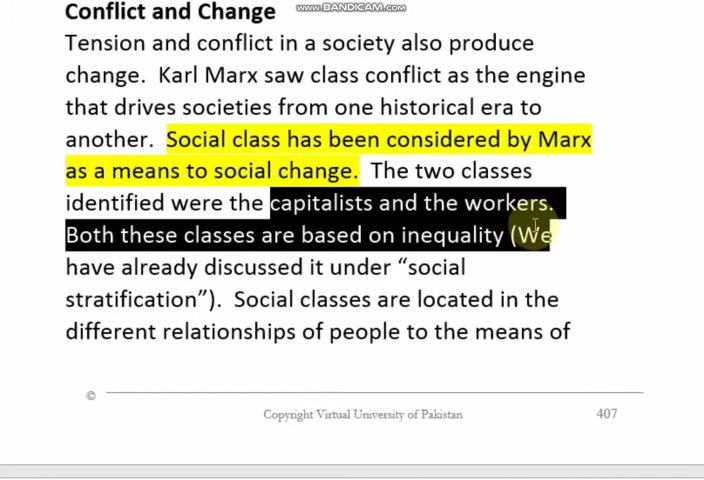 www.BANDICAM.com
Conflict and Change
Tension and conflict in a society also produce
change. Karl Marx saw class conflict as the engine
that drives societies from one historical era to
another. Social class has been considered by Marx
as a means to social change. The two classes
identified were the capitalists and the workers.
Both these classes are based on inequality (We
have already discussed it under “social
stratification”). Social classes are located in the
different relationships of people to the means of
©
Copyright Virtual University of Pakistan 407